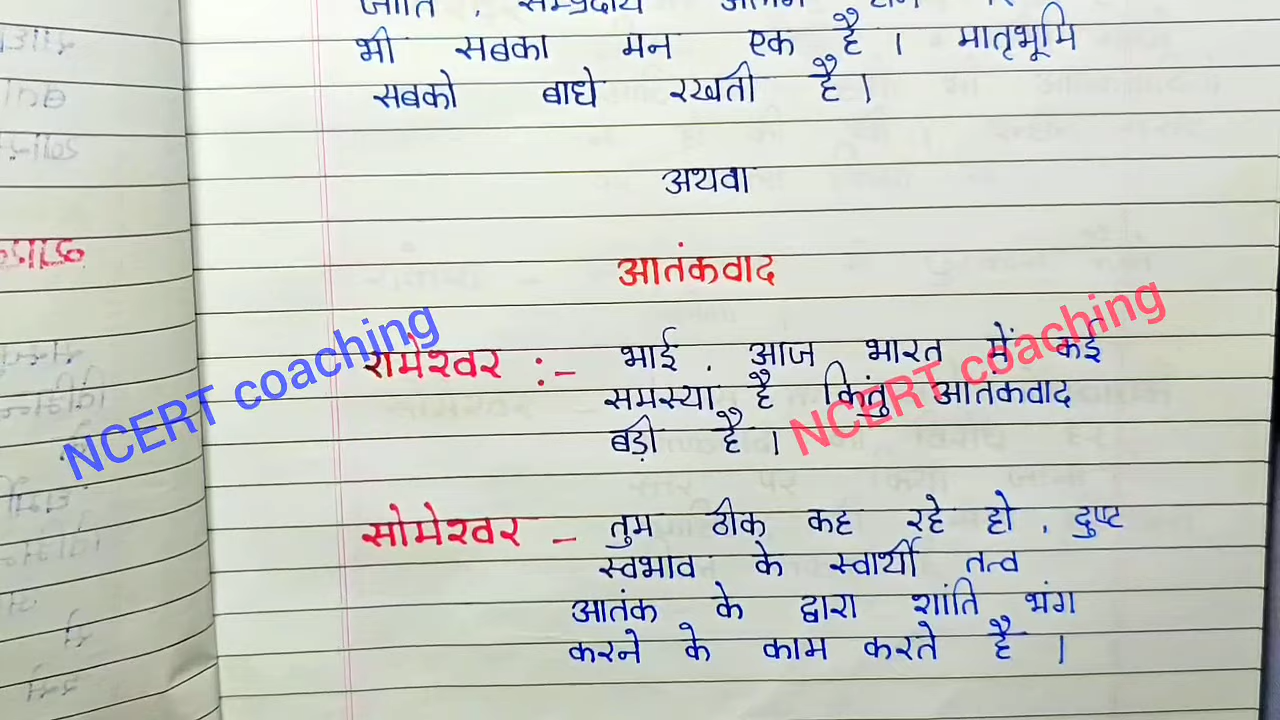 भी सबका मन एक है । मातृभूमि
सबको बाधे रखती है ।
अथवा
आतंकवाद
रामेश्वर :- भाई , आज भारत में कई
समस्या है किंतु आतंकवाद
बड़ी है ।
सोमेश्वर - तुम ठीक कह रहे हो , दुष्ट
स्वभाव के स्वार्थी तत्व
आतंक के द्वारा शांति भंग
करने के काम करते है ।
NCERT coaching
NCERT coaching